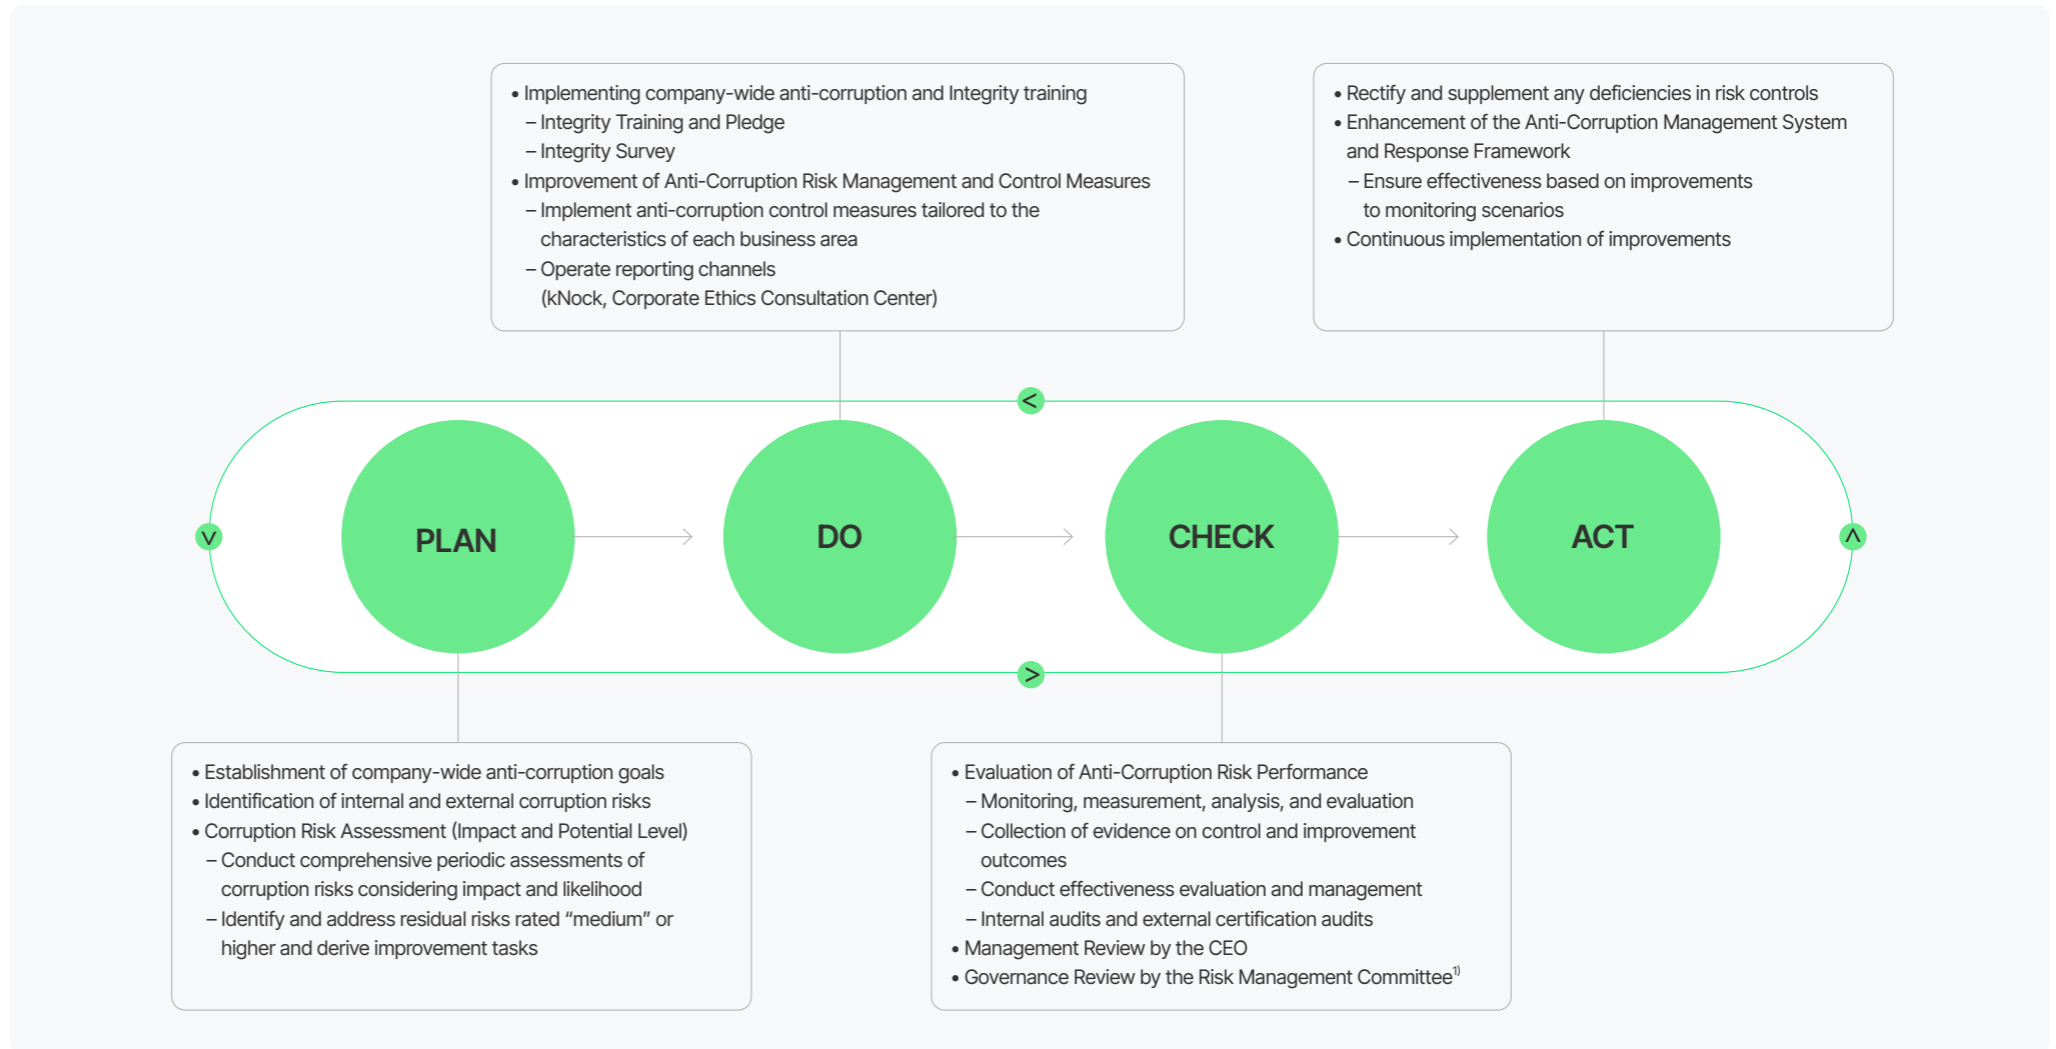 • Implementing company-wide anti-corruption and Integrity training
– Integrity Training and Pledge
– Integrity Survey
• Improvement of Anti-Corruption Risk Management and Control Measures
– Implement anti-corruption control measures tailored to the
characteristics of each business area
– Operate reporting channels
(kNock, Corporate Ethics Consultation Center)
• Rectify and supplement any deficiencies in risk controls
• Enhancement of the Anti-Corruption Management System
and Response Framework
– Ensure effectiveness based on improvements
to monitoring scenarios
• Continuous implementation of improvements
PLAN
DO
CHECK
ACT
• Establishment of company-wide anti-corruption goals
• Identification of internal and external corruption risks
• Corruption Risk Assessment (Impact and Potential Level)
– Conduct comprehensive periodic assessments of
corruption risks considering impact and likelihood
– Identify and address residual risks rated “medium” or
higher and derive improvement tasks
• Evaluation of Anti-Corruption Risk Performance
– Monitoring, measurement, analysis, and evaluation
– Collection of evidence on control and improvement
outcomes
– Conduct effectiveness evaluation and management
– Internal audits and external certification audits
• Management Review by the CEO
• Governance Review by the Risk Management Committee¹⁾